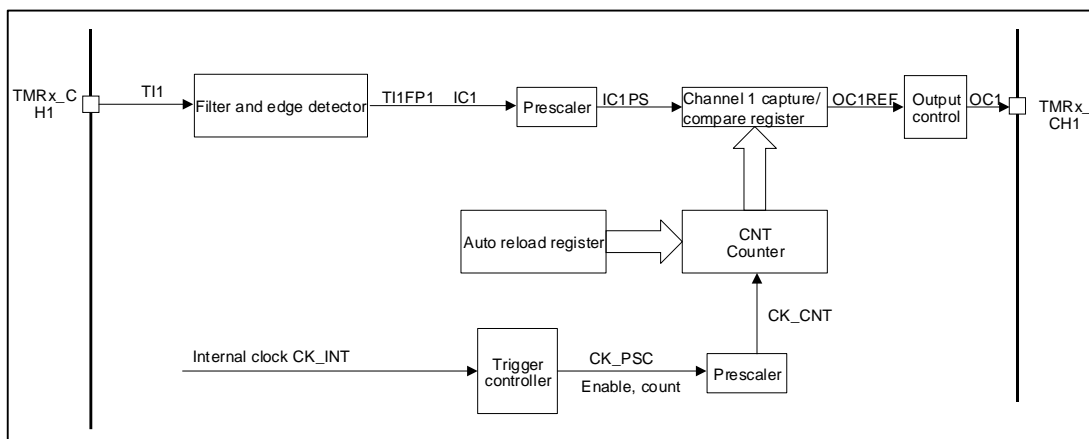 TMRx_C
H1
TI1
Filter and edge detector
TI1FP1
IC1
Prescaler
IC1PS
Channel 1 capture/
compare register
OC1REF
Output
control
OC1
TMRx_
CH1
Auto reload register
CNT
Counter
CK_CNT
Internal clock CK_INT
Trigger
controller
CK_PSC
Enable, count
Prescaler